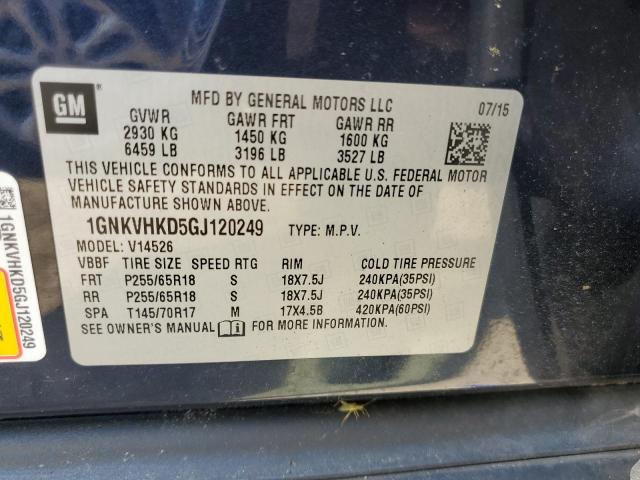 GM
MFD BY GENERAL MOTORS LLC
07/15
GVWR GAWR FRT GAWR RR
2930 KG 1450 KG 1600 KG
6459 LB 3196 LB 3527 LB
THIS VEHICLE CONFORMS TO ALL APPLICABLE U.S. FEDERAL MOTOR
VEHICLE SAFETY STANDARDS IN EFFECT ON THE DATE OF
MANUFACTURE SHOWN ABOVE.
1GNKVHKD5GJ120249 TYPE: M.P.V.
MODEL: V14526
VBBF TIRE SIZE SPEED RTG RIM COLD TIRE PRESSURE
FRT P255/65R18 S 18X7.5J 240KPA(35PSI)
RR P255/65R18 S 18X7.5J 240KPA(35PSI)
SPA T145/70R17 M 17X4.5B 420KPA(60PSI)
SEE OWNER'S MANUAL FOR MORE INFORMATION.
1GNKVHKD5GJ120249